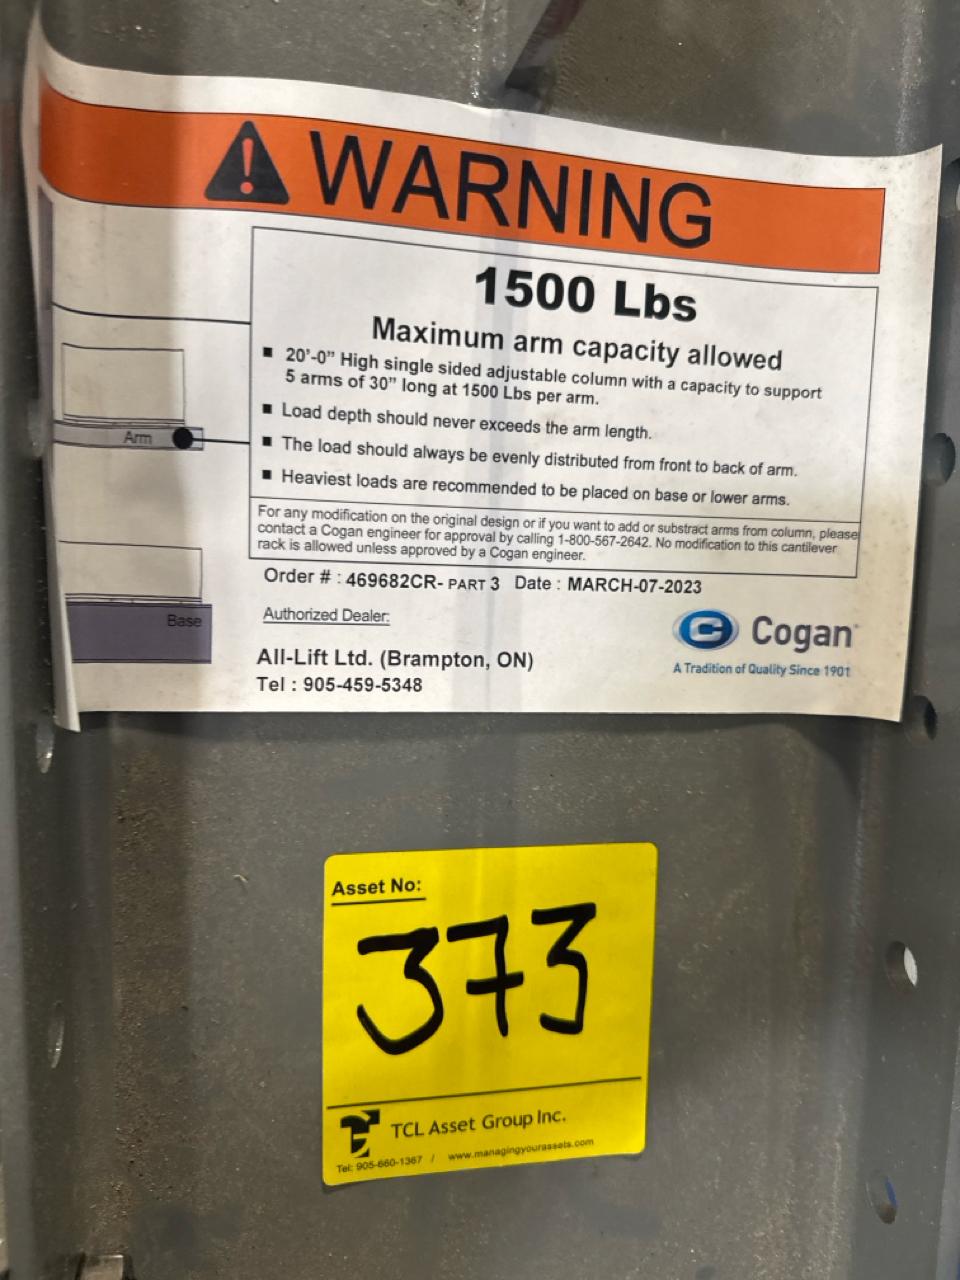 WARNING
1500 Lbs
Maximum arm capacity allowed
▪ 20'-0" High single sided adjustable column with a capacity to support
5 arms of 30" long at 1500 Lbs per arm.
▪ Load depth should never exceeds the arm length.
▪ The load should always be evenly distributed from front to back of arm.
▪ Heaviest loads are recommended to be placed on base or lower arms.
Arm
For any modification on the original design or if you want to add or substract arms from column, please
contact a Cogan engineer for approval by calling 1-800-567-2642. No modification to this cantilever
rack is allowed unless approved by a Cogan engineer.
Base
Order # : 469682CR- PART 3 Date : MARCH-07-2023
Authorized Dealer:
All-Lift Ltd. (Brampton, ON)
Tel : 905-459-5348
Cogan
A Tradition of Quality Since 1901
Asset No:
373
TCL Asset Group Inc.
Tel: 905-660-1367 / www.managingyourassets.com